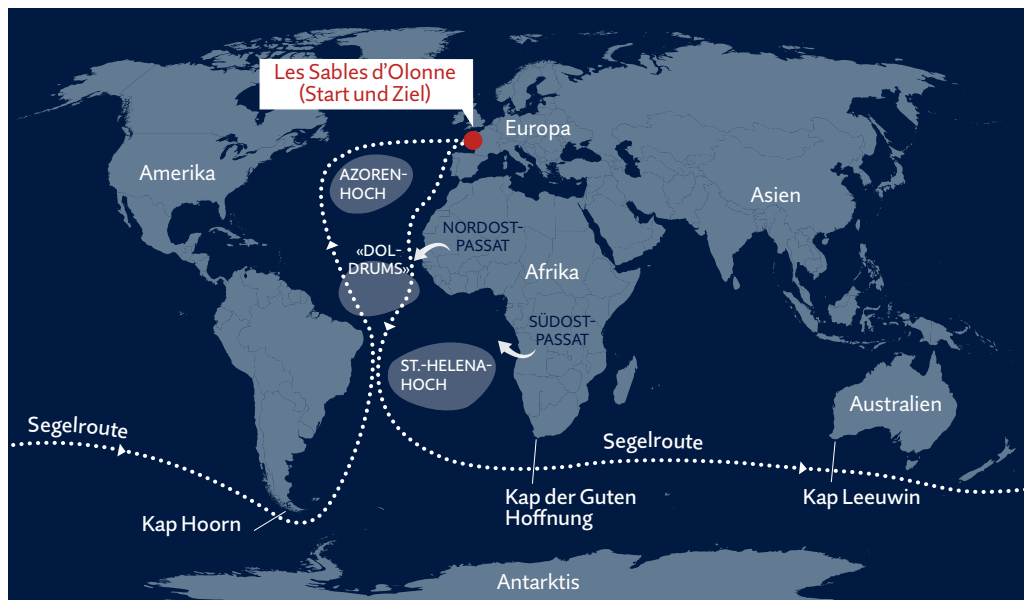 Les Sables d’Olonne
(Start und Ziel)
Europa
Amerika
AZOREN-
HOCH
Asien
NORDOST-
PASSAT
«DOL-
DRUMS»
Afrika
SÜDOST-
PASSAT
ST.-HELENA-
HOCH
Australien
Segelroute
Segelroute
Kap der Guten
Hoffnung
Kap Leeuwin
Kap Hoorn
Antarktis